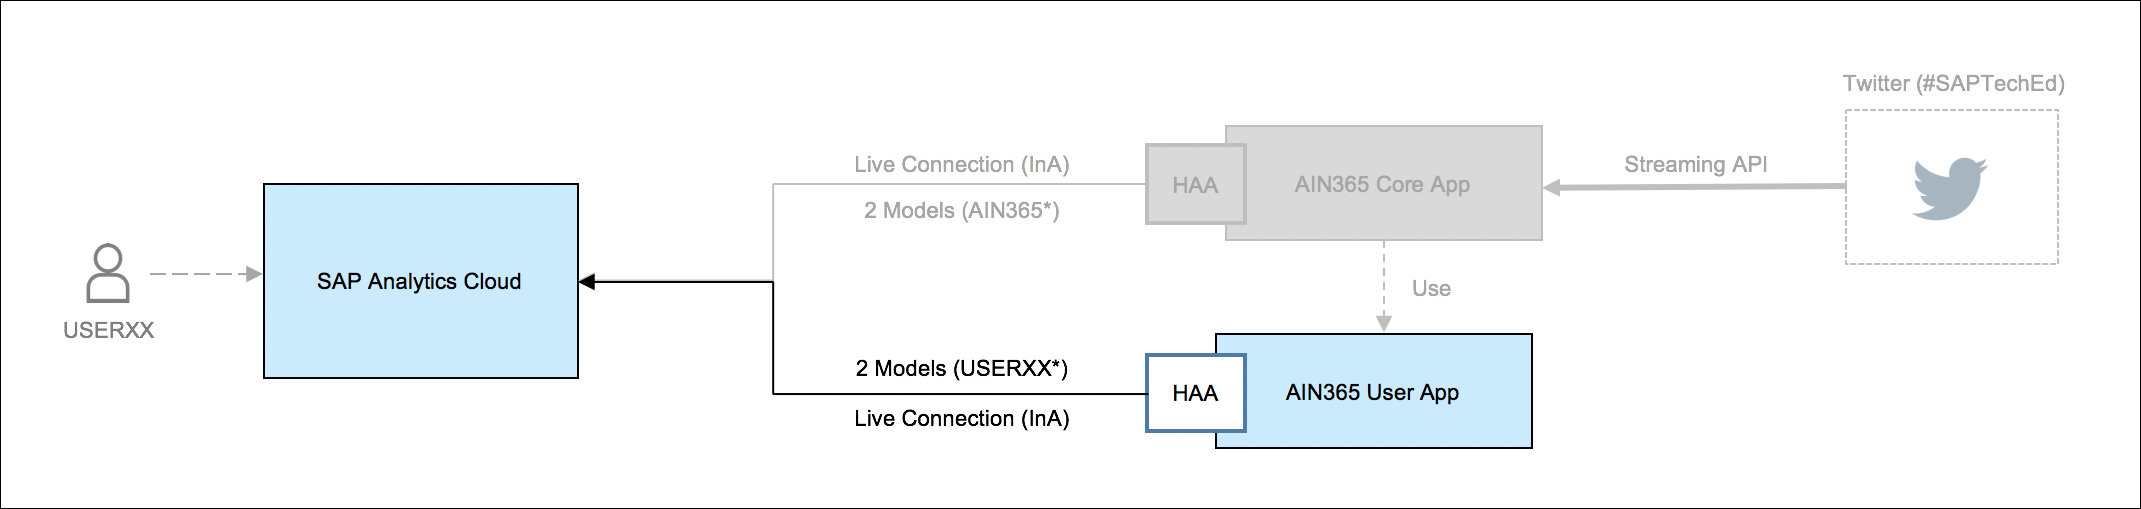 Twitter (#SAPTechEd)
Live Connection (InA)
Streaming API
HAA
AIN365 Core App
2 Models (AIN365*)
SAP Analytics Cloud
Use
USERXX
2 Models (USERXX*)
HAA
AIN365 User App
Live Connection (InA)